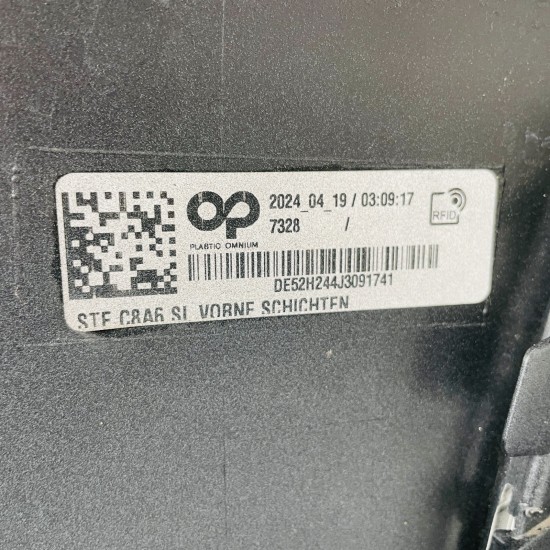 op
2024_04_19 / 03:09:17
7328 /
RFID
PLASTIC OMNIUM
DE52H244J3091741
STF C8A6 SL VORNE SCHICHTEN